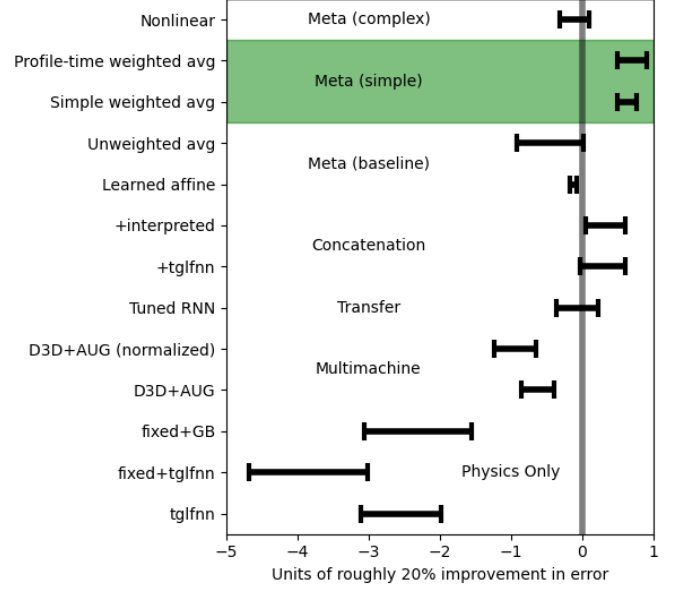 Nonlinear
Meta (complex)
Profile-time weighted avg
Meta (simple)
Simple weighted avg
Unweighted avg
Meta (baseline)
Learned affine
+interpreted
Concatenation
+tglfnn
Tuned RNN
Transfer
D3D+AUG (normalized)
Multimachine
D3D+AUG
fixed+GB
fixed+tglfnn
Physics Only
tglfnn
−5 −4 −3 −2 −1 0 1
Units of roughly 20% improvement in error